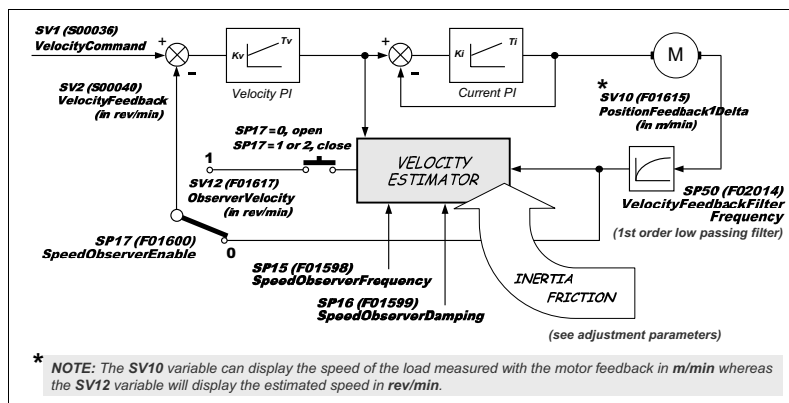 SV1 (S00036)
VelocityCommand
+
-
Kv
Tv
Velocity PI
+
-
Ki
Ti
Current PI
M
SV2 (S00040)
VelocityFeedback
(in rev/min)
* SV10 (F01615)
PositionFeedback1Delta
(in m/min)
SP17=0, open
SP17=1 or 2, close
1
SV12 (F01617)
ObserverVelocity
(in rev/min)
VELOCITY
ESTIMATOR
SP50 (F02014)
VelocityFeedbackFilter
Frequency
(1st order low passing filter)
SP17 (F01600)
SpeedObserverEnable
0
SP15 (F01598)
SpeedObserverFrequency
SP16 (F01599)
SpeedObserverDamping
INERTIA
FRICTION
(see adjustment parameters)
* NOTE: The SV10 variable can display the speed of the load measured with the motor feedback in m/min whereas
the SV12 variable will display the estimated speed in rev/min.